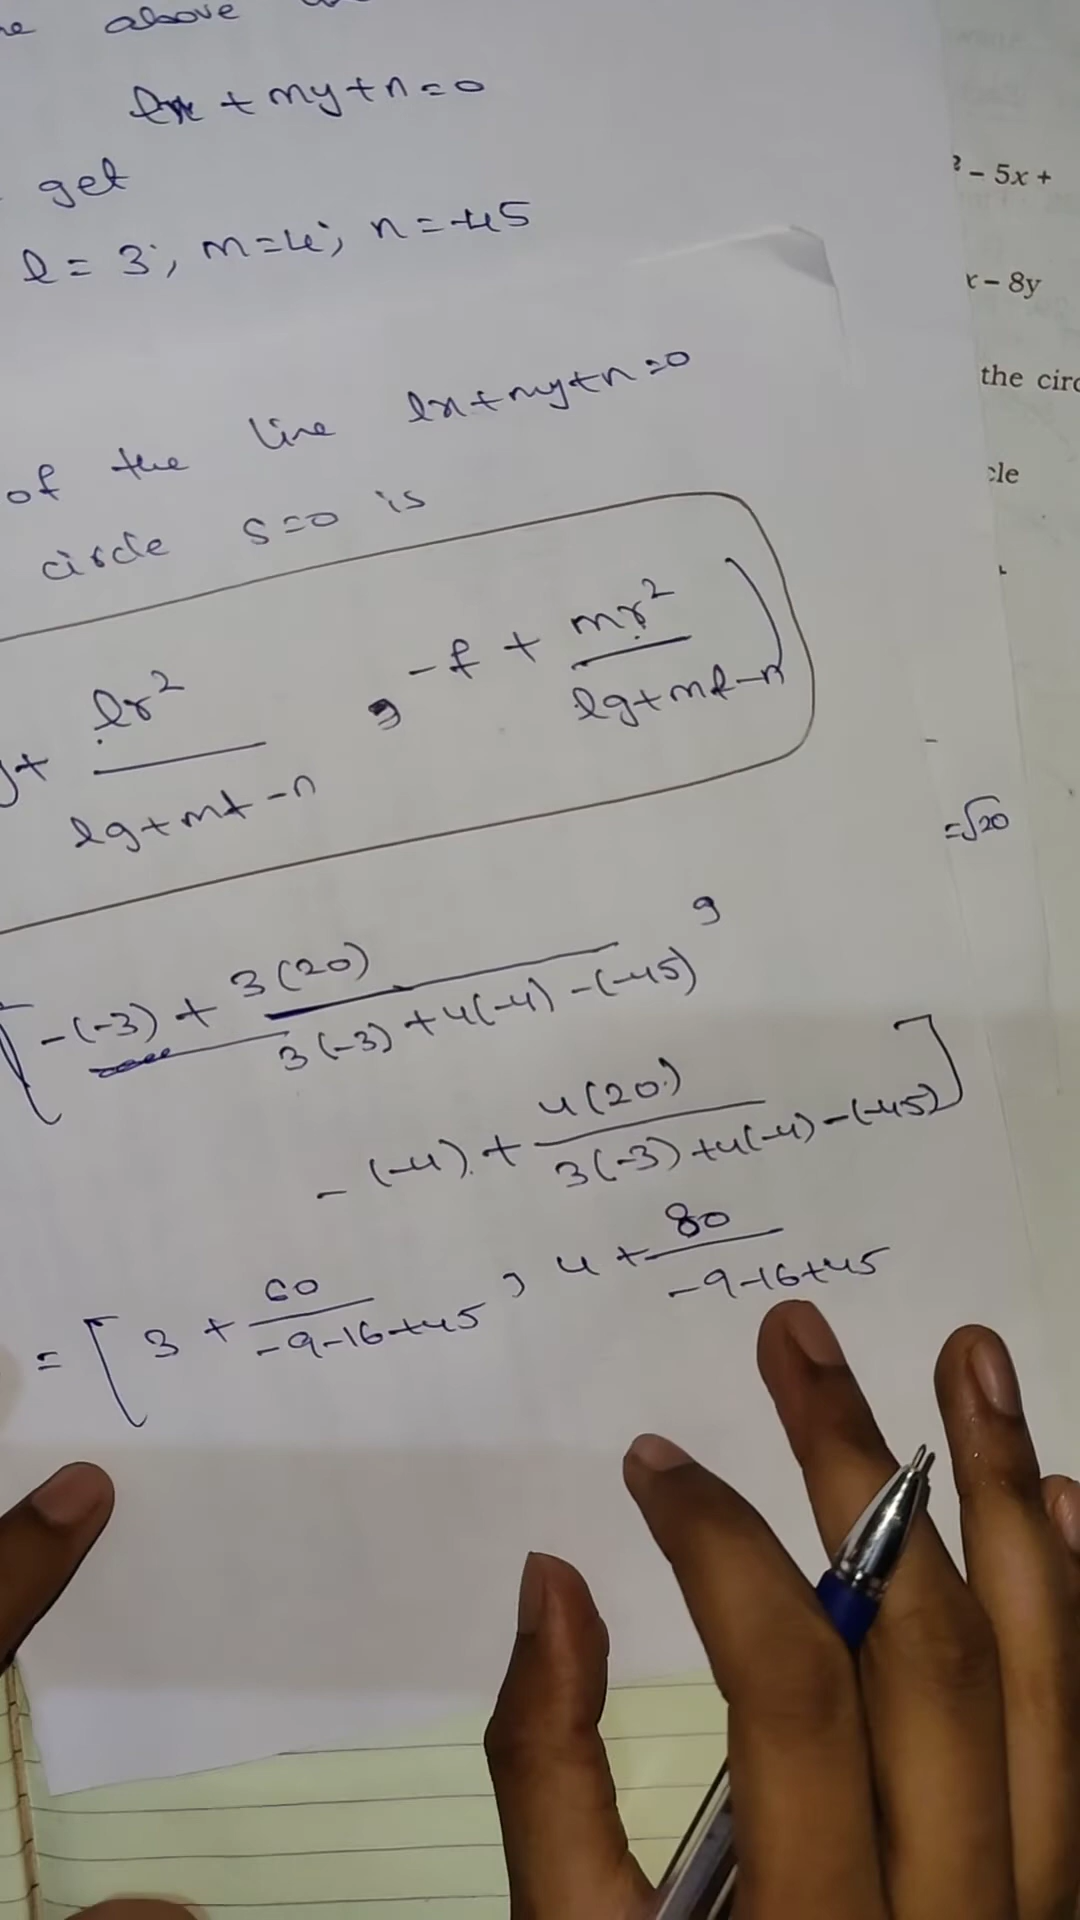 above
lx + my + n = 0
get
l = 3; m = 4; n = -45
of the line lx + my + n = 0
circle S = 0 is
+ lr²/(lg + mf - n) , -f + mr²/(lg + mf - n) )
[ -(-3) + 3(20)/(3(-3) + 4(-4) - (-45)) ,
-(-4) + 4(20)/(3(-3) + 4(-4) - (-45)) ]
= [ 3 + 60/(-9-16+45) , 4 + 80/(-9-16+45)
² - 5x +
x - 8y
the circ
cle
= √20